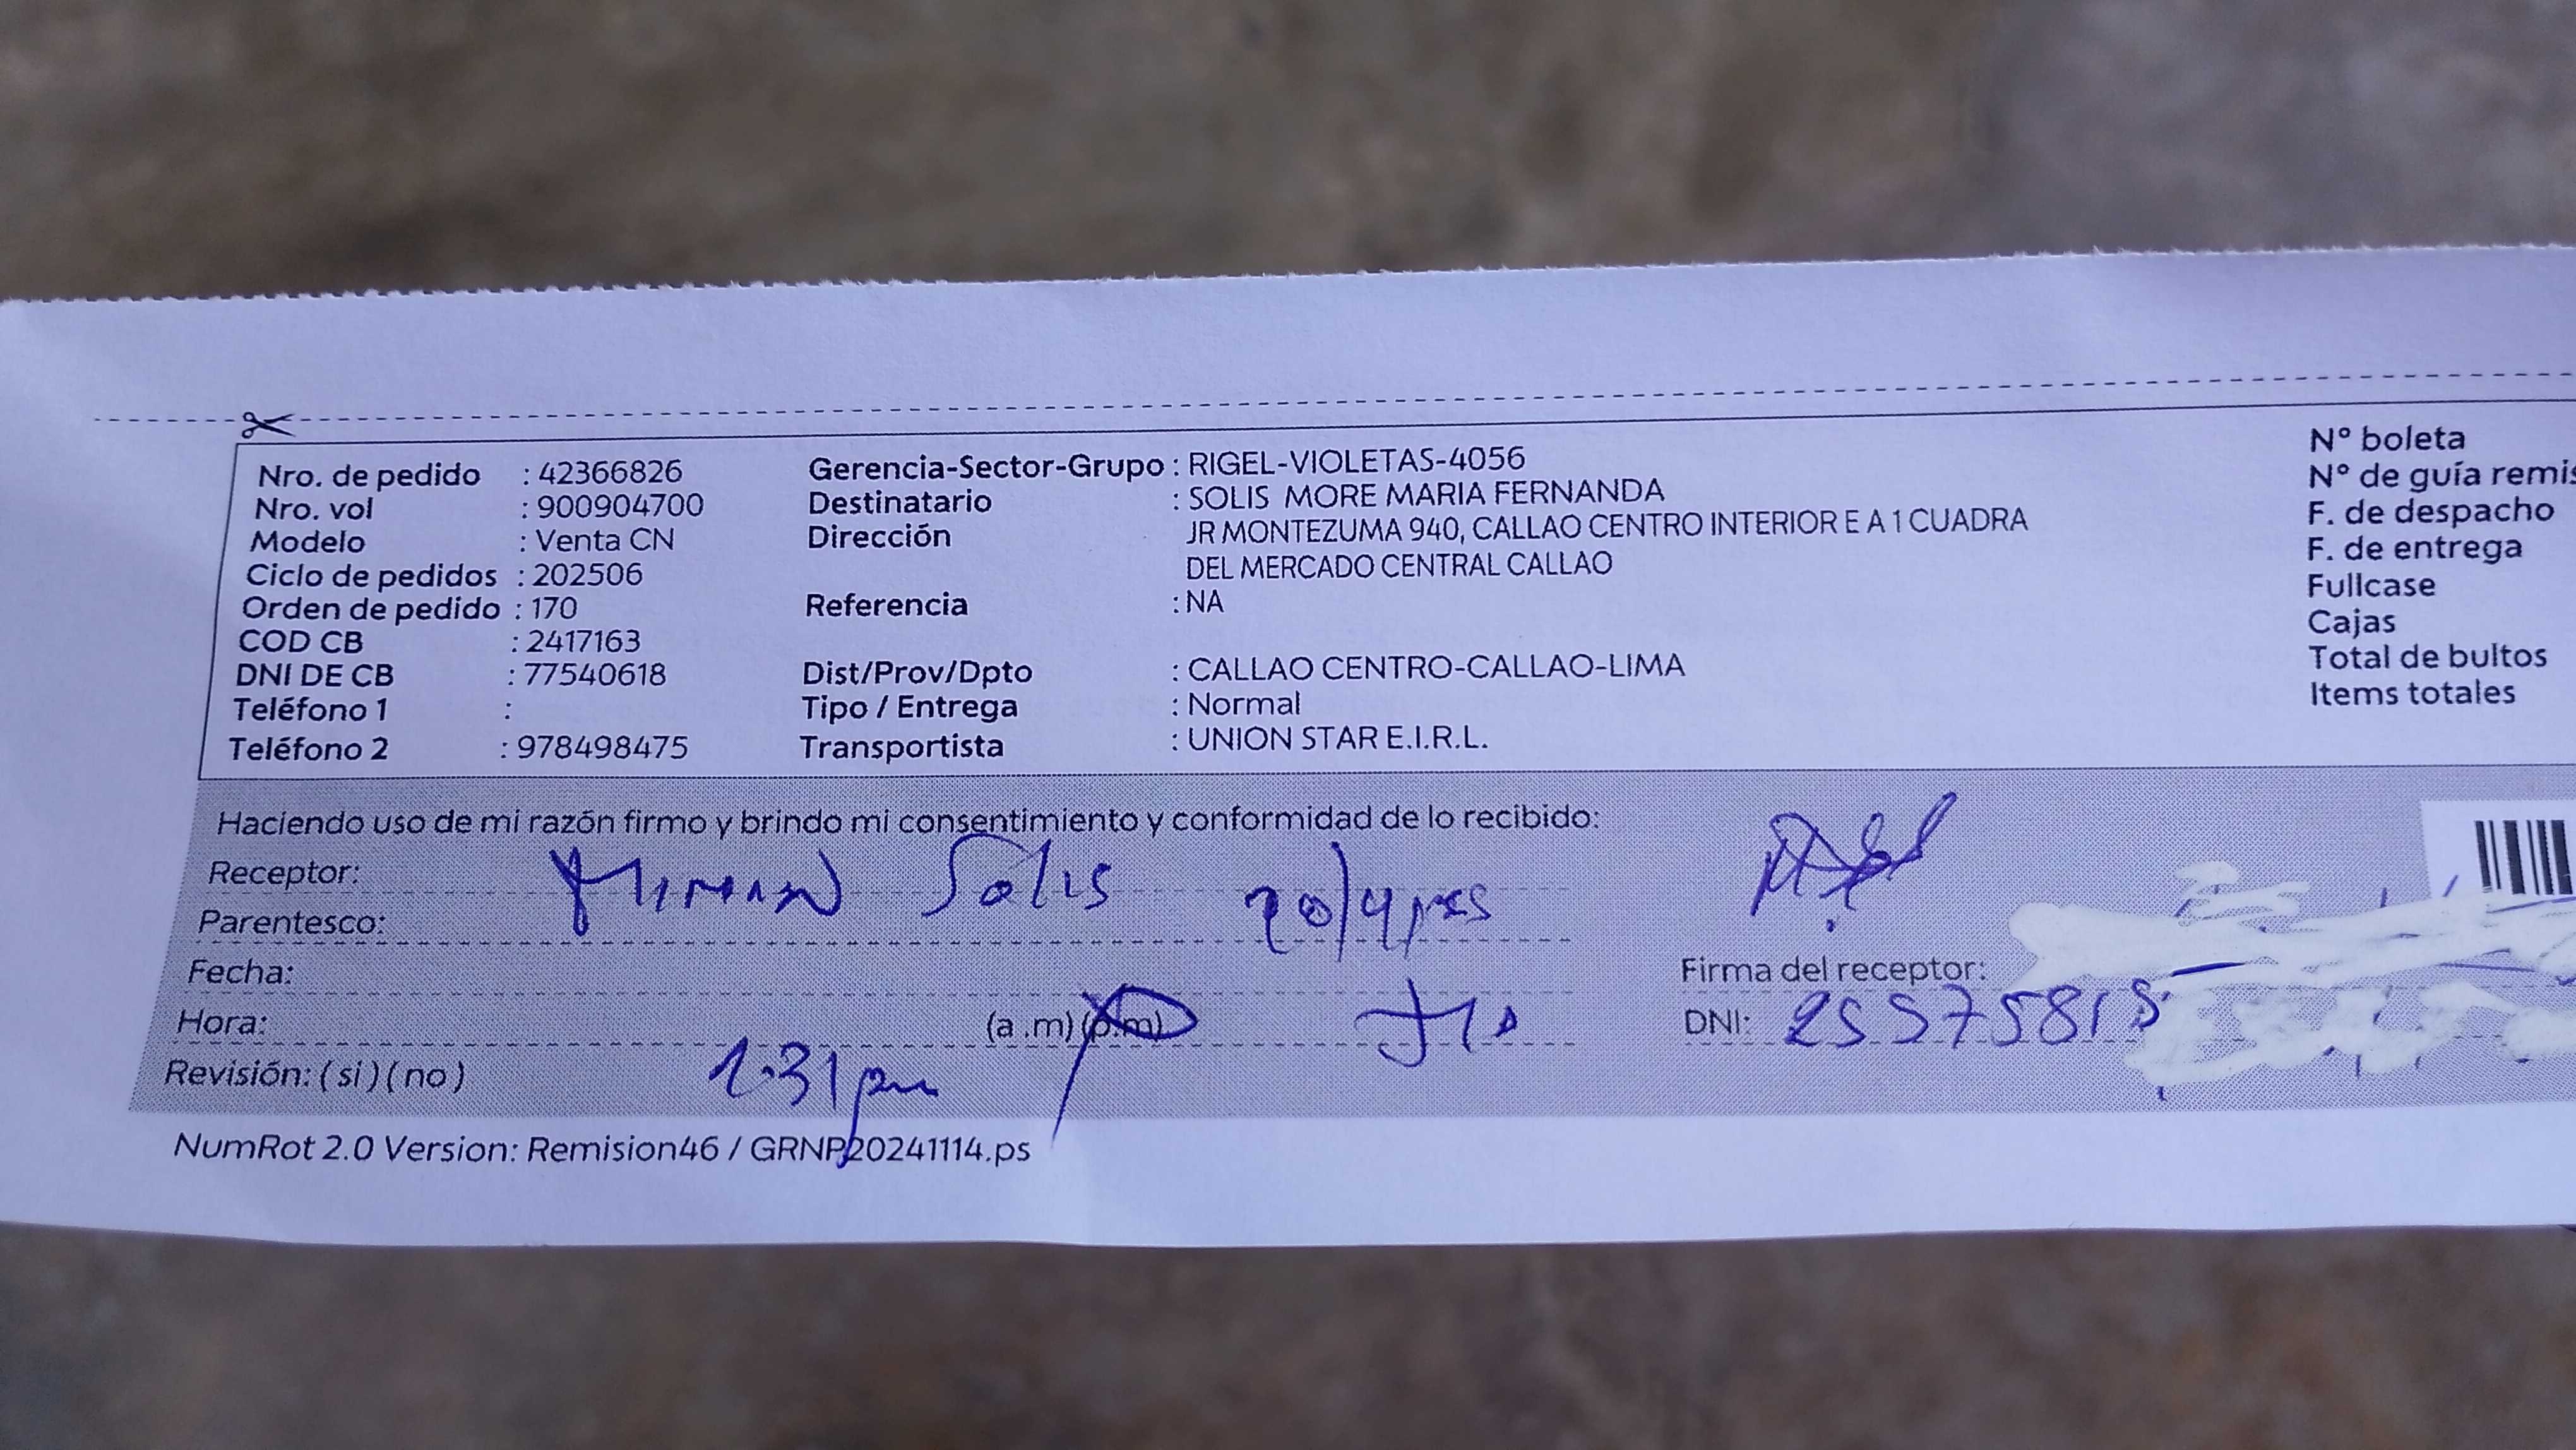 Nro. de pedido : 42366826
Nro. vol : 900904700
Modelo : Venta CN
Ciclo de pedidos : 202506
Orden de pedido : 170
COD CB : 2417163
DNI DE CB : 77540618
Teléfono 1 :
Teléfono 2 : 978498475
Gerencia-Sector-Grupo : RIGEL-VIOLETAS-4056
Destinatario : SOLIS MORE MARIA FERNANDA
Dirección JR MONTEZUMA 940, CALLAO CENTRO INTERIOR E A 1 CUADRA
DEL MERCADO CENTRAL CALLAO
Referencia : NA
Dist/Prov/Dpto : CALLAO CENTRO-CALLAO-LIMA
Tipo / Entrega : Normal
Transportista : UNION STAR E.I.R.L.
N° boleta
N° de guía remis
F. de despacho
F. de entrega
Fullcase
Cajas
Total de bultos
Items totales
Haciendo uso de mi razón firmo y brindo mi consentimiento y conformidad de lo recibido:
Receptor: Solis
Parentesco:
Fecha:
Hora: (a .m) (p.m)
1.31 pm
Revisión: ( si ) ( no )
Firma del receptor:
DNI: 25575815
NumRot 2.0 Version: Remision46 / GRNP20241114.ps